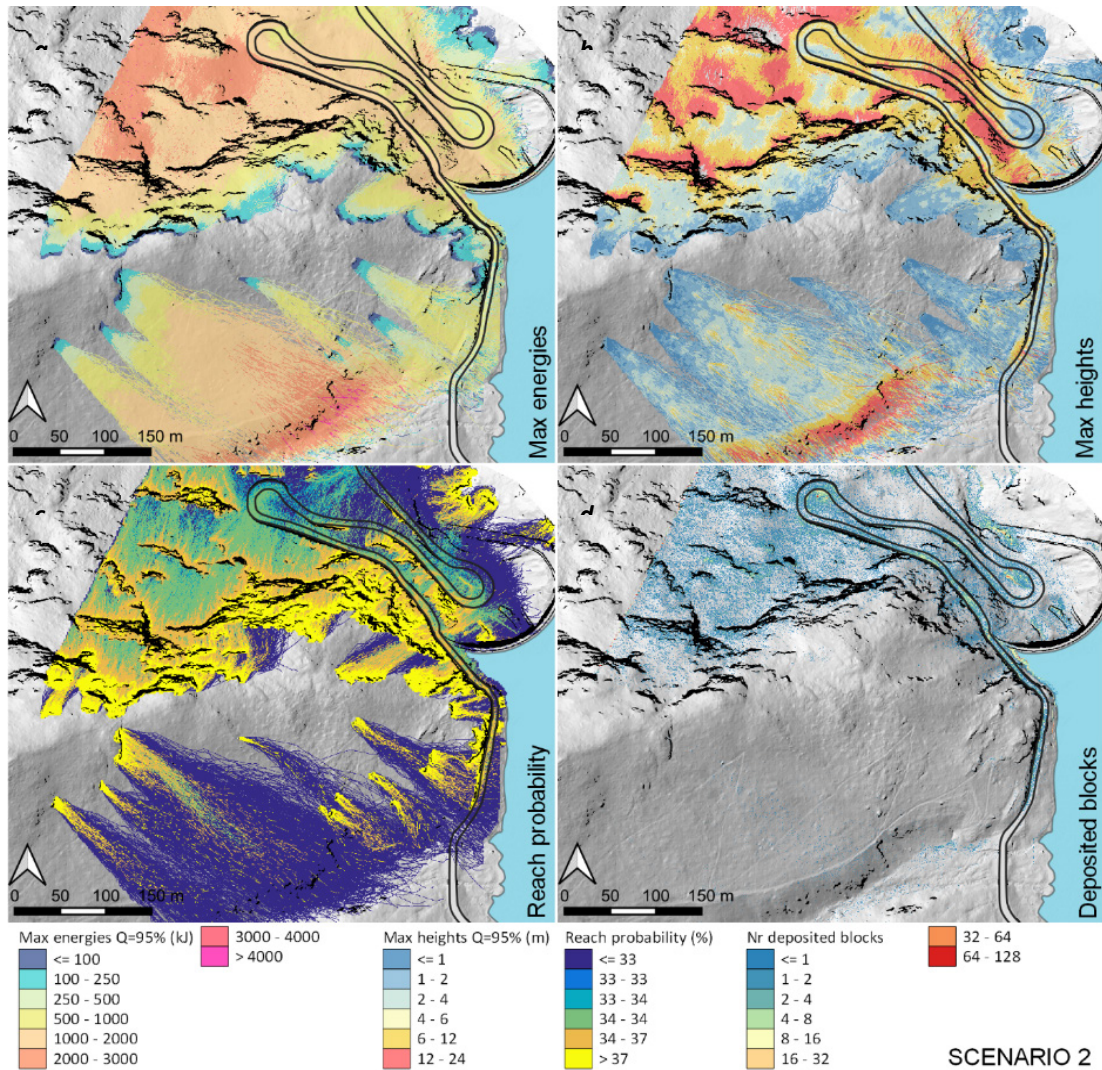 Max energies
0 50 100 150 m
Max heights
0 50 100 150 m
Reach probability
0 50 100 150 m
Deposited blocks
0 50 100 150 m
Max energies Q=95% (kJ)
<= 100
100 - 250
250 - 500
500 - 1000
1000 - 2000
2000 - 3000
3000 - 4000
> 4000
Max heights Q=95% (m)
<= 1
1 - 2
2 - 4
4 - 6
6 - 12
12 - 24
Reach probability (%)
<= 33
33 - 33
33 - 34
34 - 34
34 - 37
> 37
Nr deposited blocks
<= 1
1 - 2
2 - 4
4 - 8
8 - 16
16 - 32
32 - 64
64 - 128
SCENARIO 2